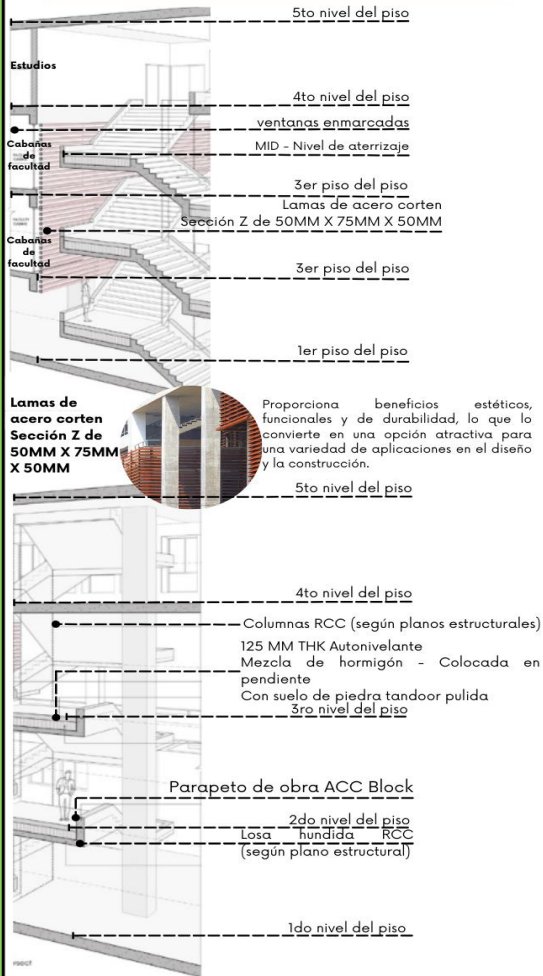 5to nivel del piso
Estudios
4to nivel del piso
ventanas enmarcadas
Cabañas
de
facultad
MID - Nivel de aterrizaje
3er piso del piso
Lamas de acero corten
Sección Z de 50MM X 75MM X 50MM
Cabañas
de
facultad
3er piso del piso
1er piso del piso
Lamas de
acero corten
Sección Z de
50MM X 75MM
X 50MM
Proporciona beneficios estéticos,
funcionales y de durabilidad, lo que lo
convierte en una opción atractiva para
una variedad de aplicaciones en el diseño
y la construcción.
5to nivel del piso
4to nivel del piso
Columnas RCC (según planos estructurales)
125 MM THK Autonivelante
Mezcla de hormigón - Colocada en
pendiente
Con suelo de piedra tandoor pulida
3ro nivel del piso
Parapeto de obra ACC Block
2do nivel del piso
Losa hundida RCC
(según plano estructural)
1do nivel del piso